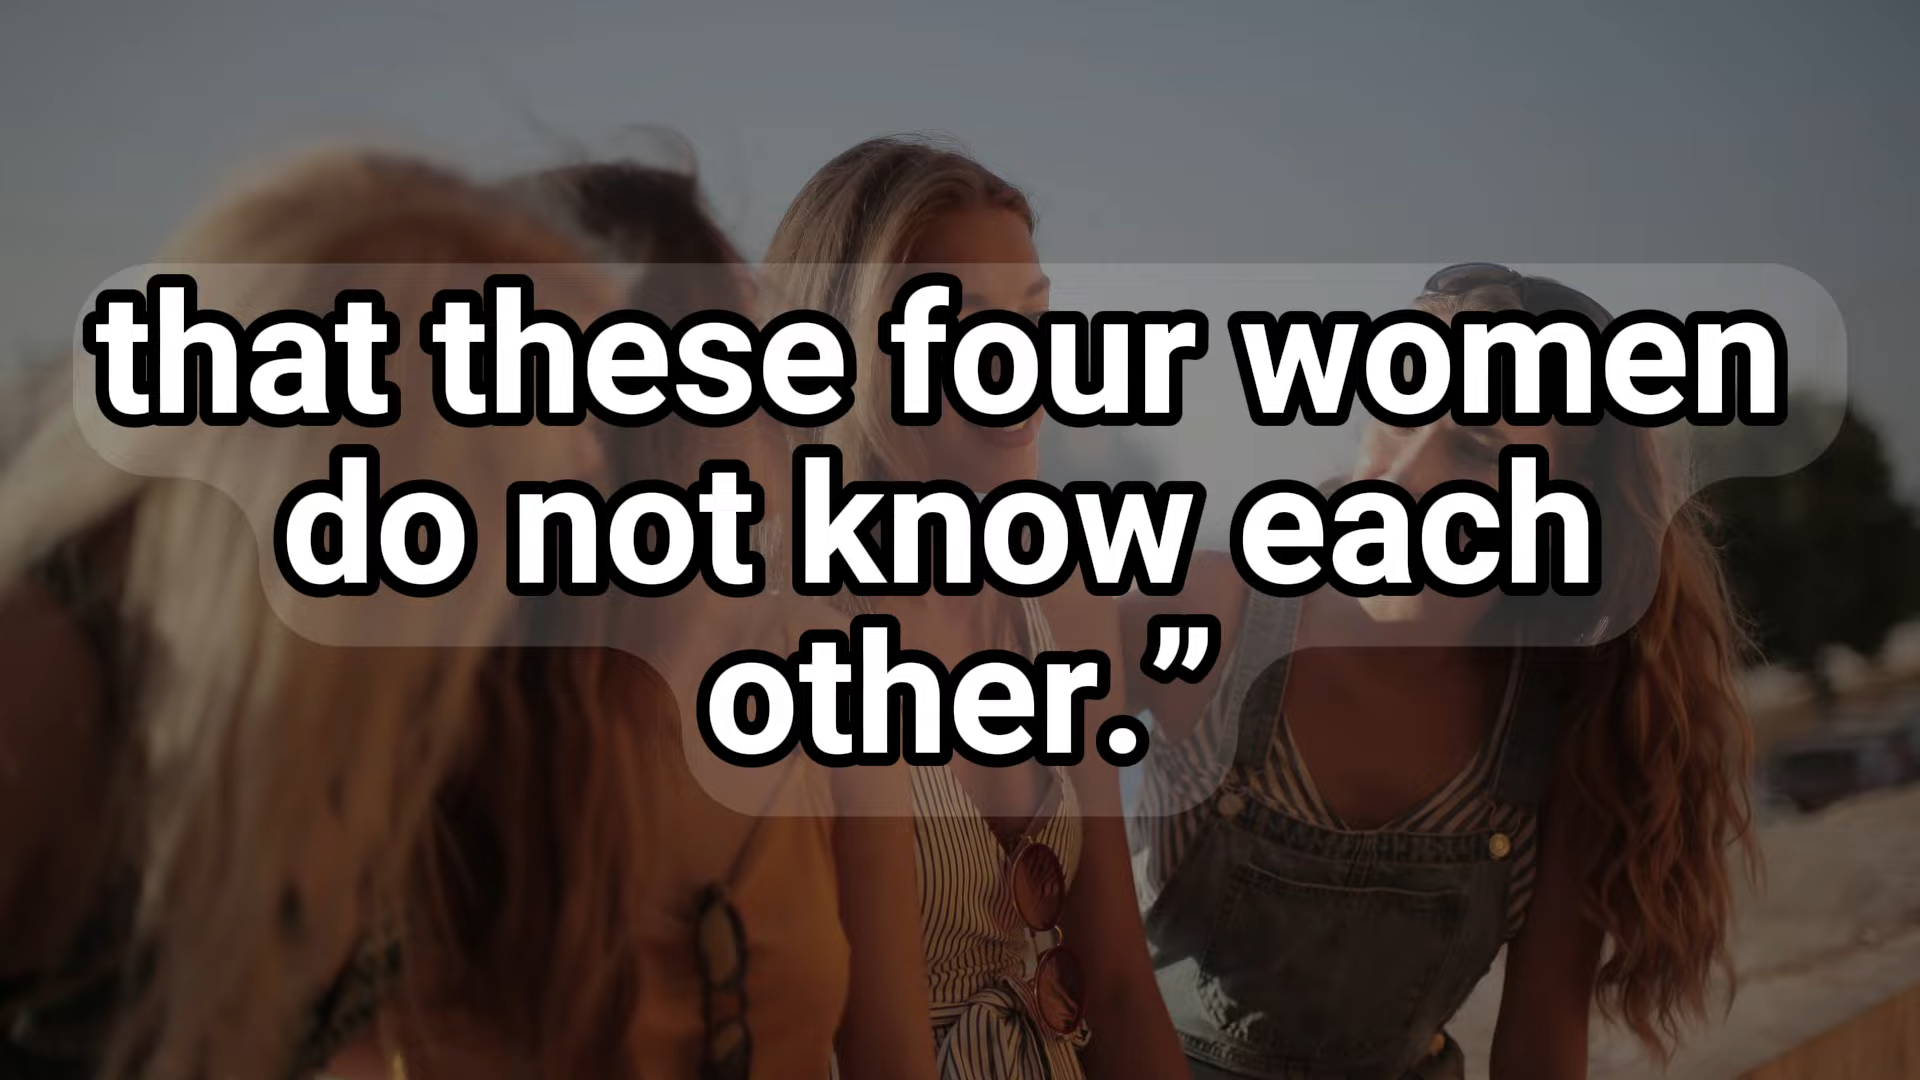 that these four women
do not know each
other.”